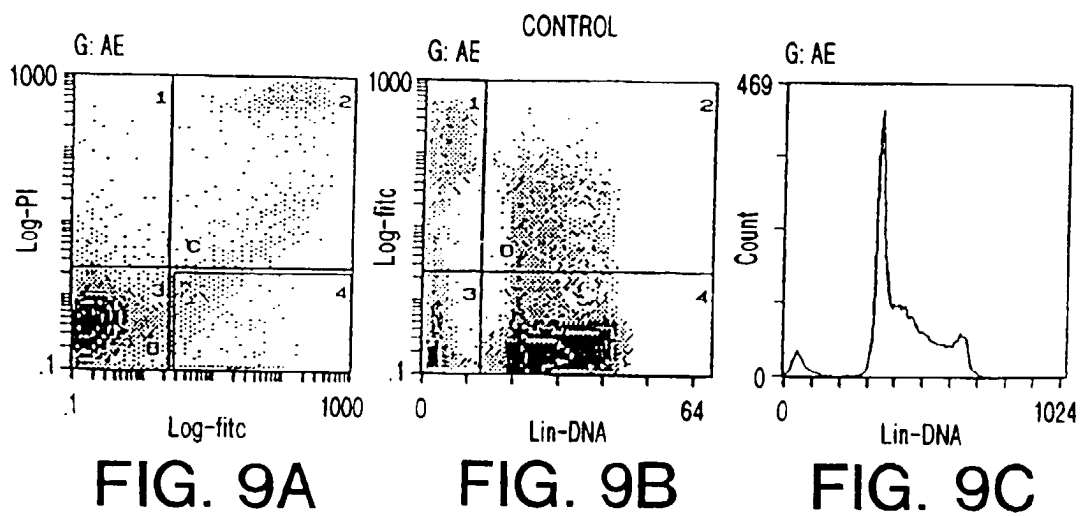 CONTROL
G: AE
1000
1
2
3
4
C
D
Log-PI
.1
.1
1000
Log-fitc
FIG. 9A
G: AE
1000
1
2
3
4
D
Log-fitc
.1
0
64
Lin-DNA
FIG. 9B
G: AE
469
Count
0
0
1024
Lin-DNA
FIG. 9C